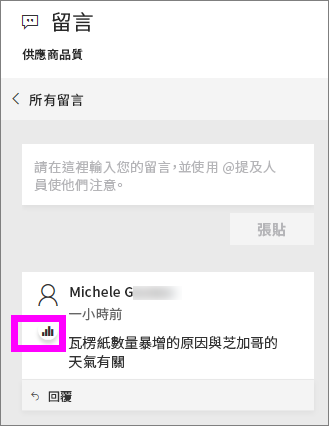 留言
供應商品質
所有留言
請在這裡輸入您的留言，並使用 @提及人
員使他們注意。
張貼
Michele G
一小時前
瓦楞紙數量暴增的原因與芝加哥的
天氣有關
回覆